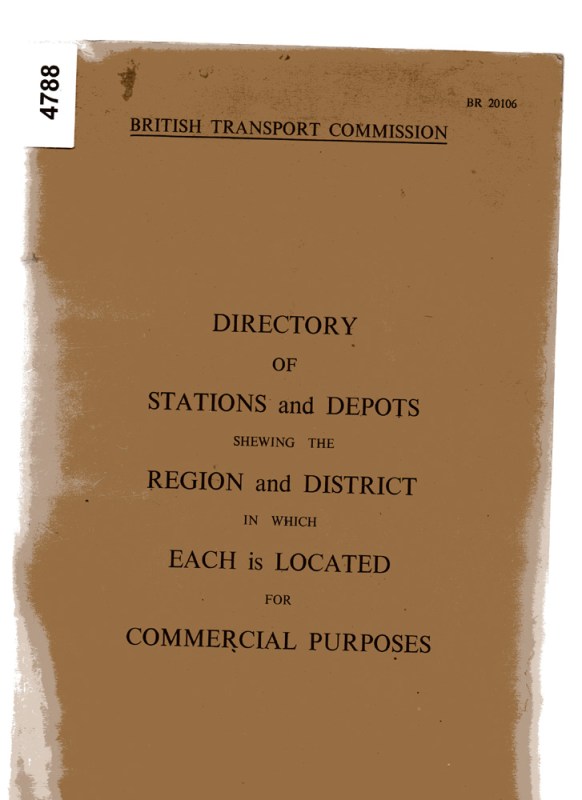 4788
BR 20106
BRITISH TRANSPORT COMMISSION
DIRECTORY
OF
STATIONS and DEPOTS
SHEWING THE
REGION and DISTRICT
IN WHICH
EACH is LOCATED
FOR
COMMERCIAL PURPOSES